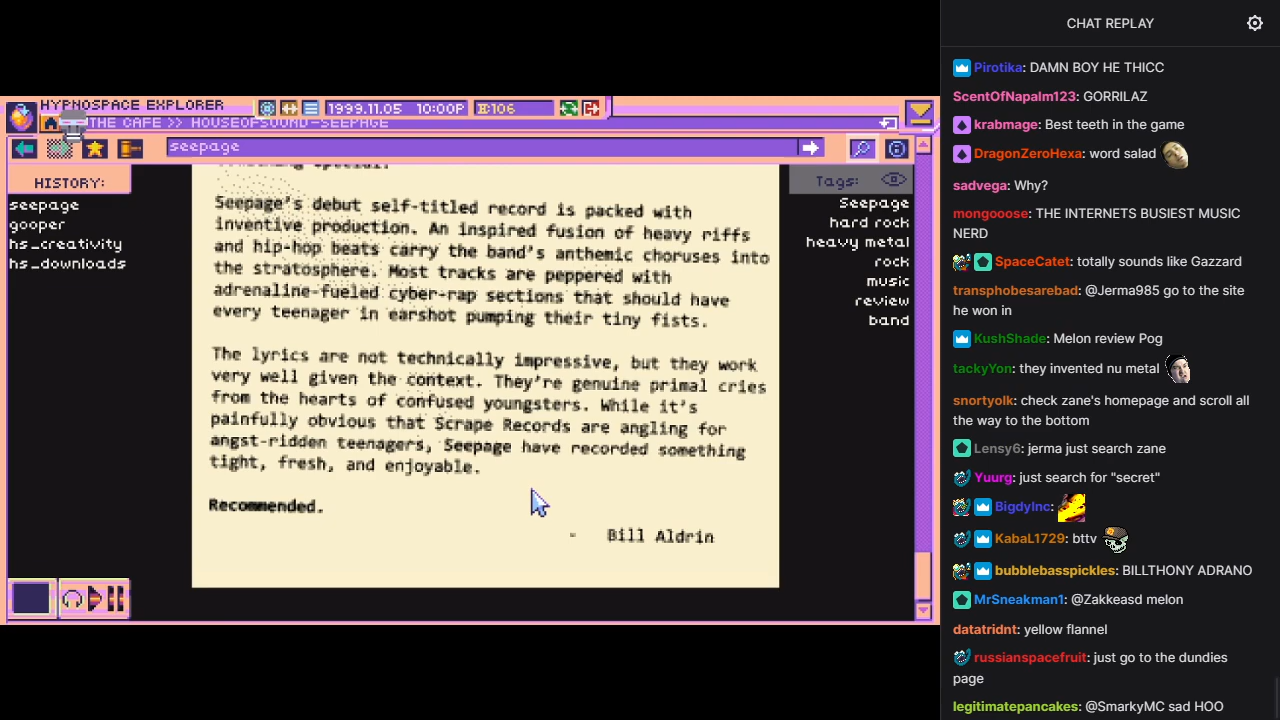 HYPNOSPACE EXPLORER
1999.11.05 10:00P
106
THE CAFE >> HOUSEOFSOUND-SEEPAGE
seepage
HISTORY:
seepage
gooper
hs_creativity
hs_downloads
Seepage's debut self-titled record is packed with
inventive production. An inspired fusion of heavy riffs
and hip-hop beats carry the band's anthemic choruses into
the stratosphere. Most tracks are peppered with
adrenaline-fueled cyber-rap sections that should have
every teenager in earshot pumping their tiny fists.
The lyrics are not technically impressive, but they work
very well given the context. They're genuine primal cries
from the hearts of confused youngsters. While it's
painfully obvious that Scrape Records are angling for
angst-ridden teenagers, Seepage have recorded something
tight, fresh, and enjoyable.
Recommended.
- Bill Aldrin
Tags:
Seepage
hard rock
heavy metal
rock
music
review
band
CHAT REPLAY
Pirotika: DAMN BOY HE THICC
ScentOfNapalm123: GORRILAZ
krabmage: Best teeth in the game
DragonZeroHexa: word salad
sadvega: Why?
mongooose: THE INTERNETS BUSIEST MUSIC
NERD
SpaceCatet: totally sounds like Gazzard
transphobesarebad: @Jerma985 go to the site
he won in
KushShade: Melon review Pog
tackyYon: they invented nu metal
snortyolk: check zane's homepage and scroll all
the way to the bottom
Lensy6: jerma just search zane
Yuurg: just search for "secret"
BigdyInc:
KabaL1729: bttv
bubblebasspickles: BILLTHONY ADRANO
MrSneakman1: @Zakkeasd melon
datatridnt: yellow flannel
russianspacefruit: just go to the dundies
page
legitimatepancakes: @SmarkyMC sad HOO